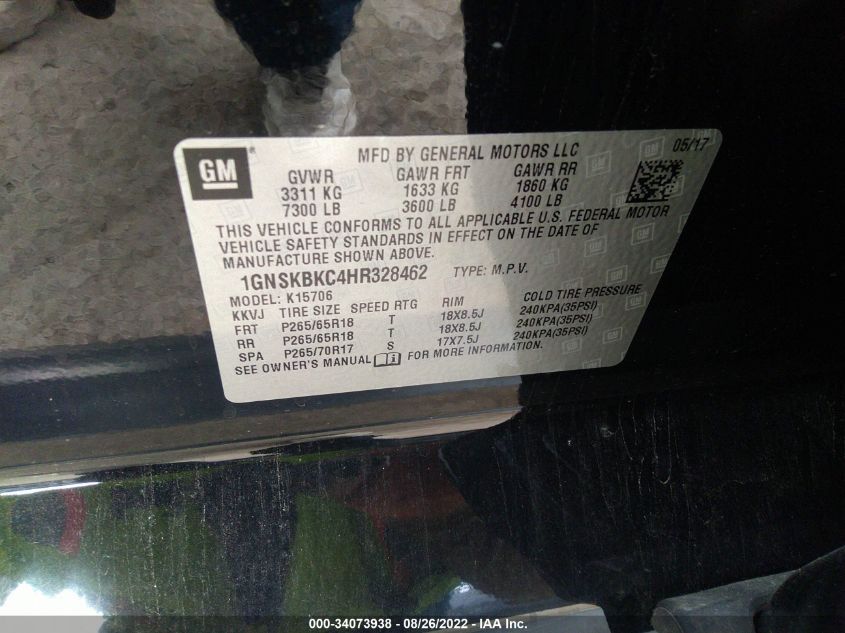 GM
MFD BY GENERAL MOTORS LLC 05/17
GVWR GAWR FRT GAWR RR
3311 KG 1633 KG 1860 KG
7300 LB 3600 LB 4100 LB
THIS VEHICLE CONFORMS TO ALL APPLICABLE U.S. FEDERAL MOTOR
VEHICLE SAFETY STANDARDS IN EFFECT ON THE DATE OF
MANUFACTURE SHOWN ABOVE.
1GNSKBKC4HR328462 TYPE: M.P.V.
MODEL: K15706
KKVJ TIRE SIZE SPEED RTG RIM COLD TIRE PRESSURE
FRT P265/65R18 T 18X8.5J 240KPA(35PSI)
RR P265/65R18 T 18X8.5J 240KPA(35PSI)
SPA P265/70R17 S 17X7.5J 240KPA(35PSI)
SEE OWNER'S MANUAL FOR MORE INFORMATION.
000-34073938 - 08/26/2022 - IAA Inc.